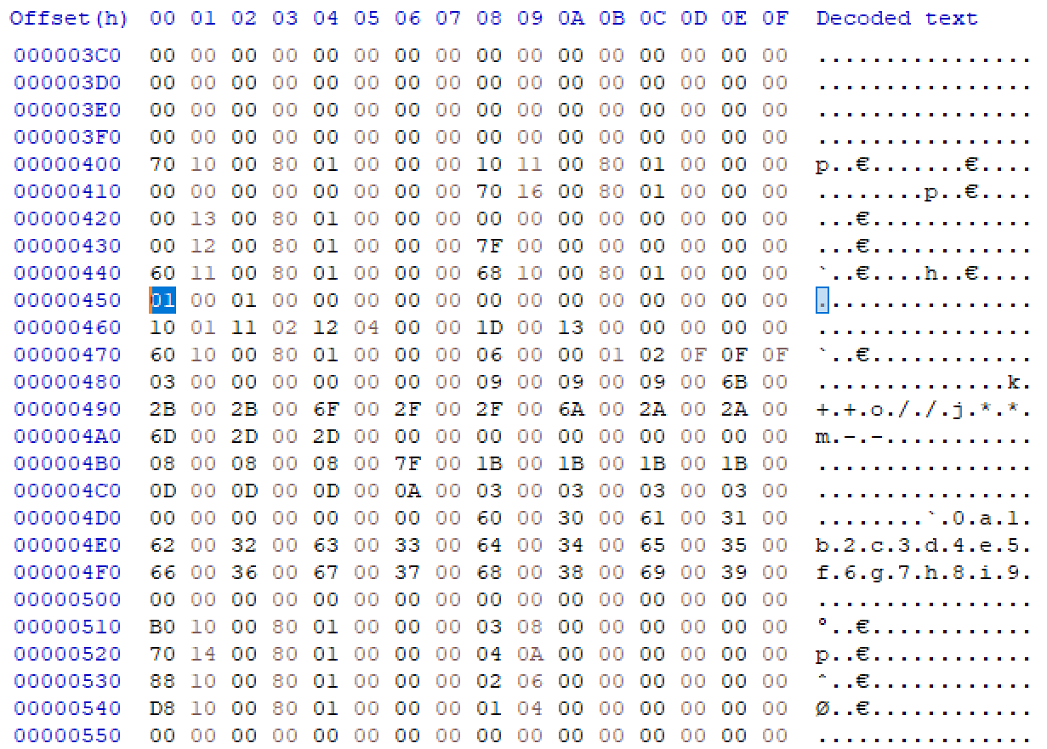 Offset(h) 00 01 02 03 04 05 06 07 08 09 0A 0B 0C 0D 0E 0F Decoded text
000003C0 00 00 00 00 00 00 00 00 00 00 00 00 00 00 00 00 ................
000003D0 00 00 00 00 00 00 00 00 00 00 00 00 00 00 00 00 ................
000003E0 00 00 00 00 00 00 00 00 00 00 00 00 00 00 00 00 ................
000003F0 00 00 00 00 00 00 00 00 00 00 00 00 00 00 00 00 ................
00000400 70 10 00 80 01 00 00 00 10 11 00 80 01 00 00 00 p..€.......€....
00000410 00 00 00 00 00 00 00 00 70 16 00 80 01 00 00 00 ........p..€....
00000420 00 13 00 80 01 00 00 00 00 00 00 00 00 00 00 00 ...€............
00000430 00 12 00 80 01 00 00 00 7F 00 00 00 00 00 00 00 ...€............
00000440 60 11 00 80 01 00 00 00 68 10 00 80 01 00 00 00 `..€....h..€....
00000450 01 00 01 00 00 00 00 00 00 00 00 00 00 00 00 00 ................
00000460 10 01 11 02 12 04 00 00 1D 00 13 00 00 00 00 00 ................
00000470 60 10 00 80 01 00 00 00 06 00 00 01 02 0F 0F 0F `..€............
00000480 03 00 00 00 00 00 00 00 09 00 09 00 09 00 6B 00 ..............k.
00000490 2B 00 2B 00 6F 00 2F 00 2F 00 6A 00 2A 00 2A 00 +.+.o././.j.*.*.
000004A0 6D 00 2D 00 2D 00 00 00 00 00 00 00 00 00 00 00 m.-.-...........
000004B0 08 00 08 00 08 00 7F 00 1B 00 1B 00 1B 00 1B 00 ................
000004C0 0D 00 0D 00 0D 00 0A 00 03 00 03 00 03 00 03 00 ................
000004D0 00 00 00 00 00 00 00 00 60 00 30 00 61 00 31 00 ........`.0.a.1.
000004E0 62 00 32 00 63 00 33 00 64 00 34 00 65 00 35 00 b.2.c.3.d.4.e.5.
000004F0 66 00 36 00 67 00 37 00 68 00 38 00 69 00 39 00 f.6.g.7.h.8.i.9.
00000500 00 00 00 00 00 00 00 00 00 00 00 00 00 00 00 00 ................
00000510 B0 10 00 80 01 00 00 00 03 08 00 00 00 00 00 00 °..€............
00000520 70 14 00 80 01 00 00 00 04 0A 00 00 00 00 00 00 p..€............
00000530 88 10 00 80 01 00 00 00 02 06 00 00 00 00 00 00 ˆ..€............
00000540 D8 10 00 80 01 00 00 00 01 04 00 00 00 00 00 00 Ø..€............
00000550 00 00 00 00 00 00 00 00 00 00 00 00 00 00 00 00 ................